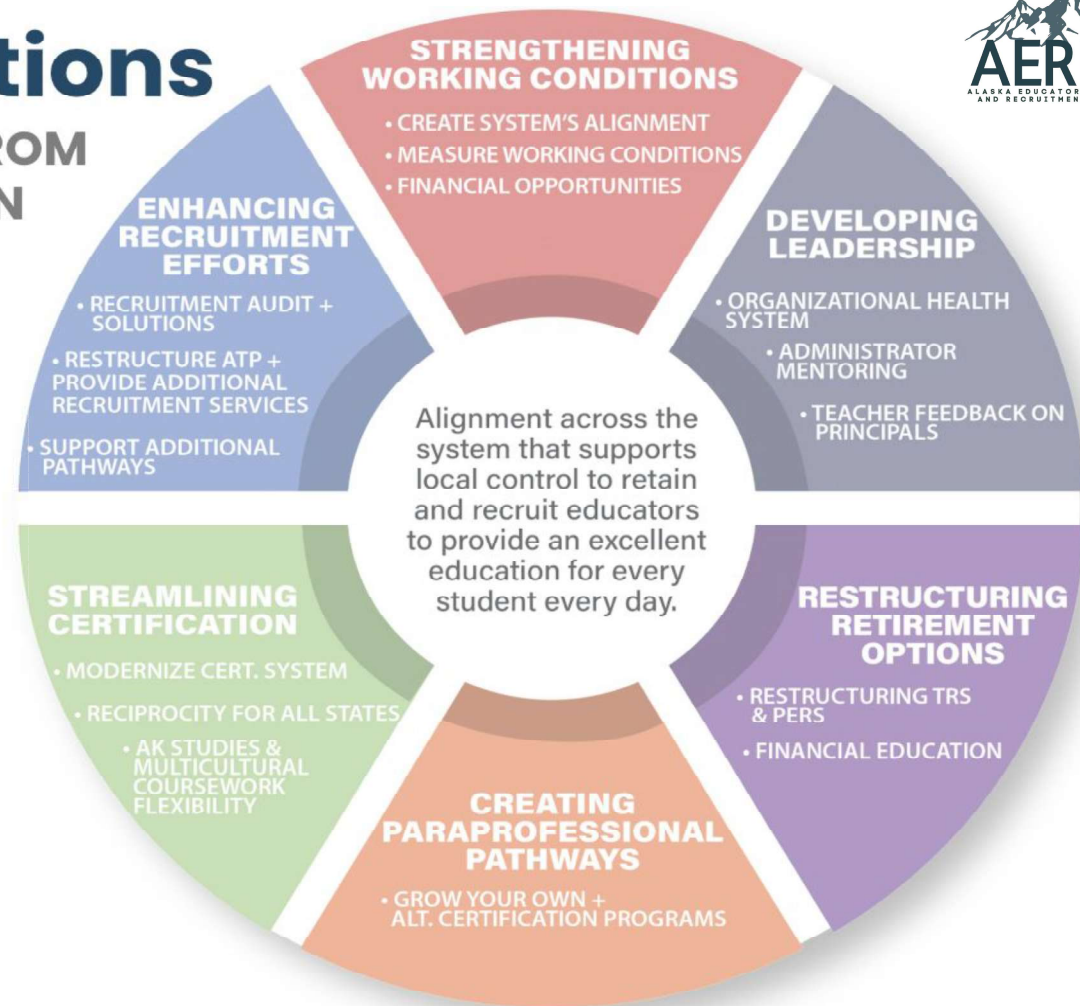 tions
ROM
N
AER
ALASKA EDUCATOR
AND RECRUITMEN
STRENGTHENING
WORKING CONDITIONS
• CREATE SYSTEM'S ALIGNMENT
• MEASURE WORKING CONDITIONS
• FINANCIAL OPPORTUNITIES
DEVELOPING
LEADERSHIP
• ORGANIZATIONAL HEALTH
SYSTEM
• ADMINISTRATOR
MENTORING
• TEACHER FEEDBACK ON
PRINCIPALS
RESTRUCTURING
RETIREMENT
OPTIONS
• RESTRUCTURING TRS
& PERS
• FINANCIAL EDUCATION
CREATING
PARAPROFESSIONAL
PATHWAYS
• GROW YOUR OWN +
ALT. CERTIFICATION PROGRAMS
STREAMLINING
CERTIFICATION
• MODERNIZE CERT. SYSTEM
• RECIPROCITY FOR ALL STATES
• AK STUDIES &
MULTICULTURAL
COURSEWORK
FLEXIBILITY
ENHANCING
RECRUITMENT
EFFORTS
• RECRUITMENT AUDIT +
SOLUTIONS
• RESTRUCTURE ATP +
PROVIDE ADDITIONAL
RECRUITMENT SERVICES
• SUPPORT ADDITIONAL
PATHWAYS
Alignment across the
system that supports
local control to retain
and recruit educators
to provide an excellent
education for every
student every day.